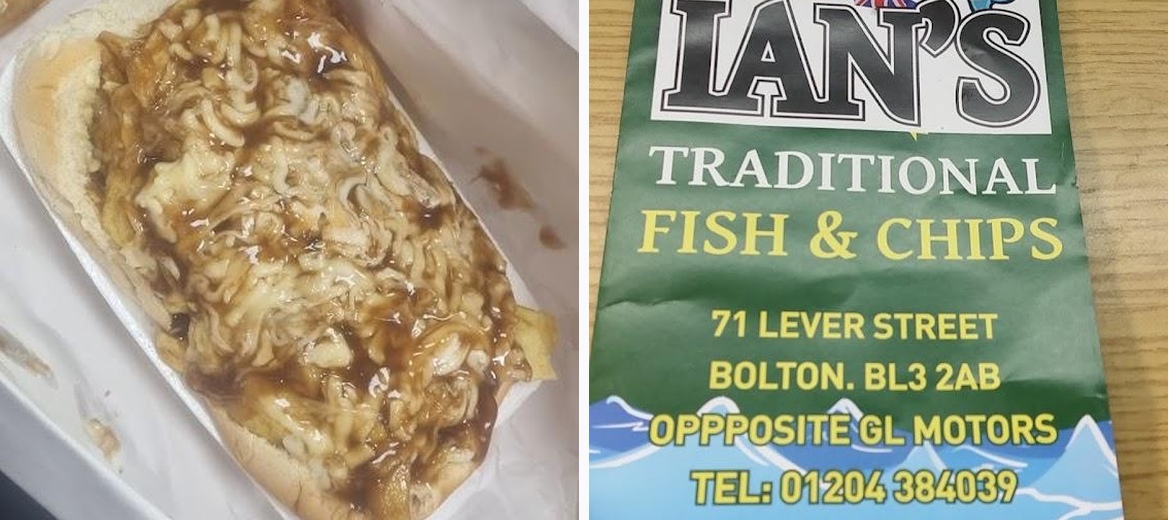 IAN'S
TRADITIONAL
FISH & CHIPS
71 LEVER STREET
BOLTON. BL3 2AB
OPPPOSITE GL MOTORS
TEL: 01204 384039